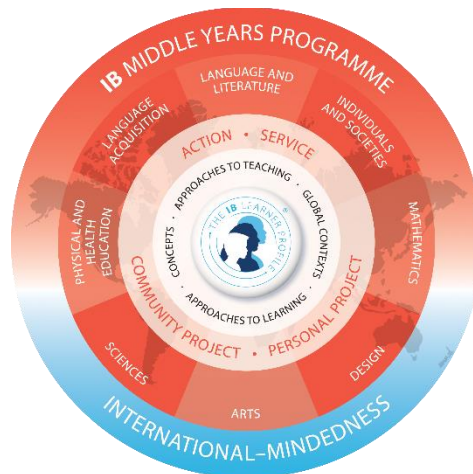 IB MIDDLE YEARS PROGRAMME
LANGUAGE AND
LITERATURE
INDIVIDUALS
AND SOCIETIES
MATHEMATICS
DESIGN
ARTS
SCIENCES
PHYSICAL AND
HEALTH
EDUCATION
LANGUAGE
ACQUISITION
ACTION • SERVICE
PERSONAL PROJECT
COMMUNITY PROJECT •
APPROACHES TO TEACHING ·
GLOBAL CONTEXTS ·
APPROACHES TO LEARNING ·
CONCEPTS ·
THE IB LEARNER PROFILE
®
INTERNATIONAL–MINDEDNESS